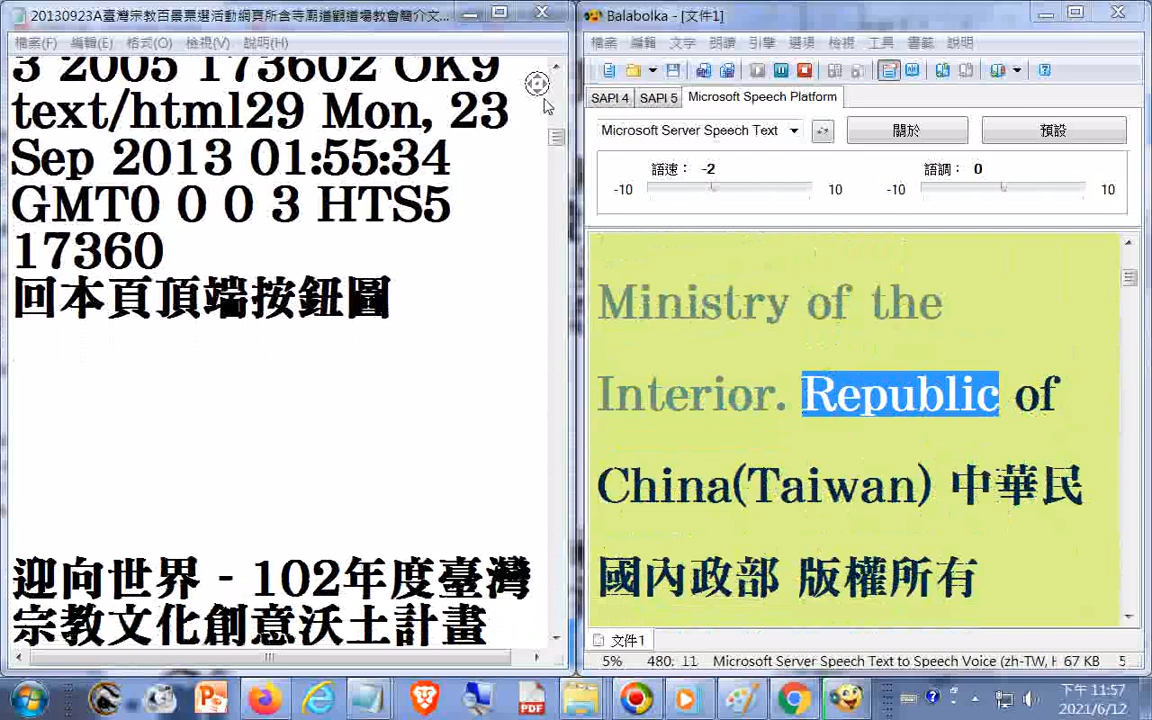 20130923A臺灣宗教百景票選活動網頁所含寺廟道觀道場教會簡介文...
檔案(F) 編輯(E) 格式(O) 檢視(V) 說明(H)
3 2005 173602 OK9
text/html29 Mon, 23
Sep 2013 01:55:34
GMT0 0 0 3 HTS5
17360
回本頁頂端按鈕圖
迎向世界 - 102年度臺灣
宗教文化創意沃土計畫
Balabolka - [文件1]
檔案 編輯 文字 朗讀 引擎 選項 檢視 工具 書籤 說明
SAPI 4 SAPI 5 Microsoft Speech Platform
Microsoft Server Speech Text 關於 預設
語速： -2 語調： 0
-10 10 -10 10
Ministry of the
Interior. Republic of
China(Taiwan) 中華民
國內政部 版權所有
文件1
5% 480: 11 Microsoft Server Speech Text to Speech Voice (zh-TW, H 67 KB 5
下午 11:57
2021/6/12